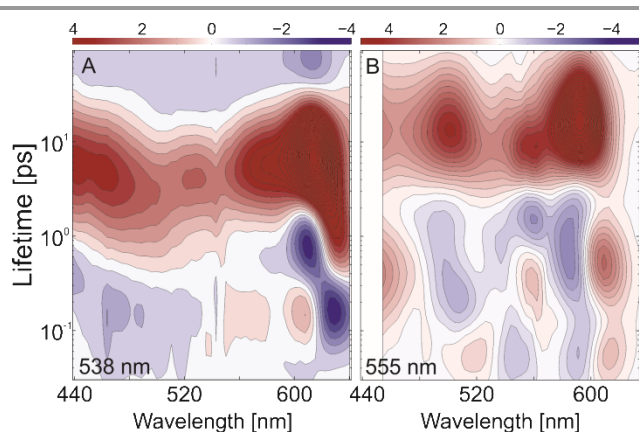 4 2 0 −2 −4 4 2 0 −2 −4
A B
Lifetime [ps]
10¹
10⁰
10⁻¹
538 nm 555 nm
440 520 600 440 520 600
Wavelength [nm] Wavelength [nm]